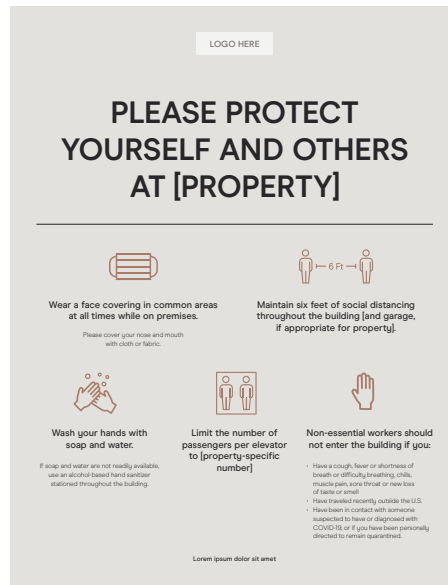 LOGO HERE
PLEASE PROTECT
YOURSELF AND OTHERS
AT [PROPERTY]
6 Ft
Wear a face covering in common areas
at all times while on premises.
Please cover your nose and mouth
with cloth or fabric.
Maintain six feet of social distancing
throughout the building [and garage,
if appropriate for property].
Wash your hands with
soap and water.
If soap and water are not readily available,
use an alcohol-based hand sanitizer
stationed throughout the building.
Limit the number of
passengers per elevator
to [property-specific
number]
Non-essential workers should
not enter the building if you:
• Have a cough, fever or shortness of
breath or difficulty breathing, chills,
muscle pain, sore throat or new loss
of taste or smell
• Have traveled recently outside the U.S.
• Have been in contact with someone
suspected to have or diagnosed with
COVID-19, or if you have been personally
directed to remain quarantined.
Lorem ipsum dolor sit amet